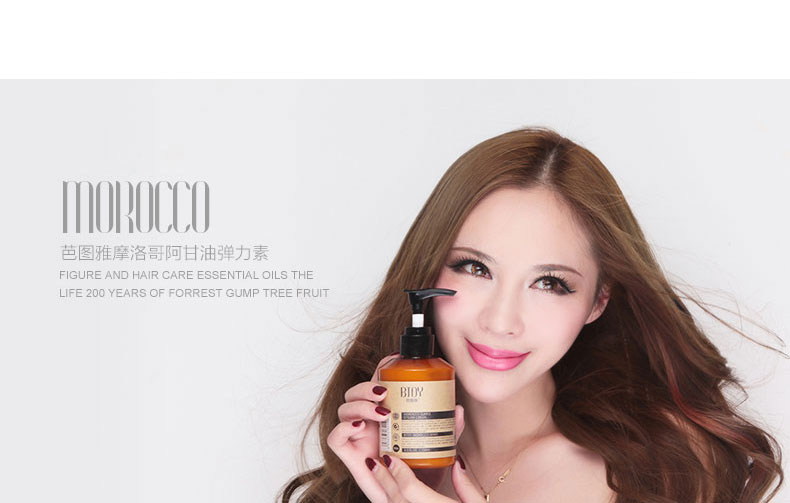 MOROCCO
芭图雅摩洛哥阿甘油弹力素
FIGURE AND HAIR CARE ESSENTIAL OILS THE
LIFE 200 YEARS OF FORREST GUMP TREE FRUIT
BTOY